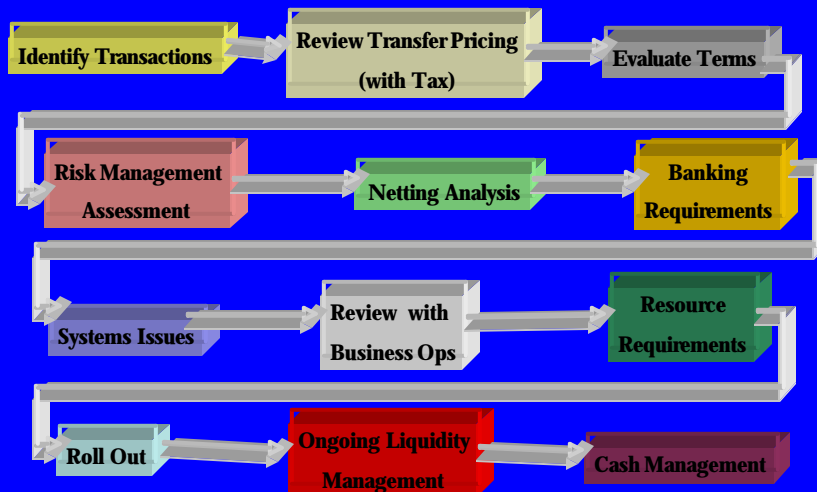 Identify Transactions
Review Transfer Pricing
(with Tax)
Evaluate Terms
Risk Management
Assessment
Netting Analysis
Banking
Requirements
Systems Issues
Review with
Business Ops
Resource
Requirements
Roll Out
Ongoing Liquidity
Management
Cash Management